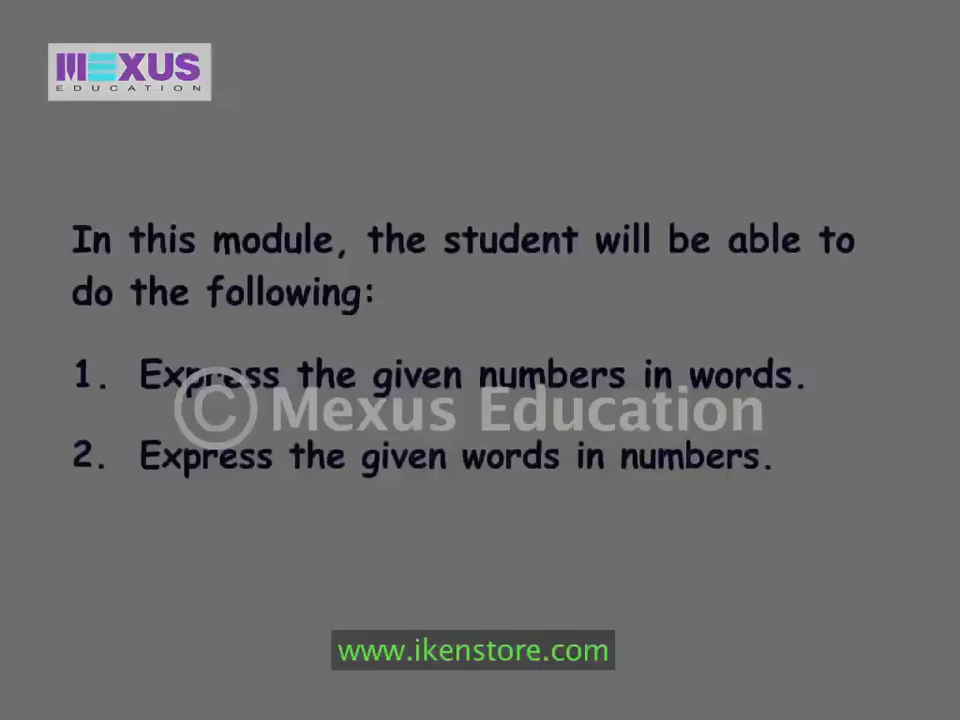 MEXUS
EDUCATION
In this module, the student will be able to
do the following:
1. Express the given numbers in words.
© Mexus Education
2. Express the given words in numbers.
www.ikenstore.com